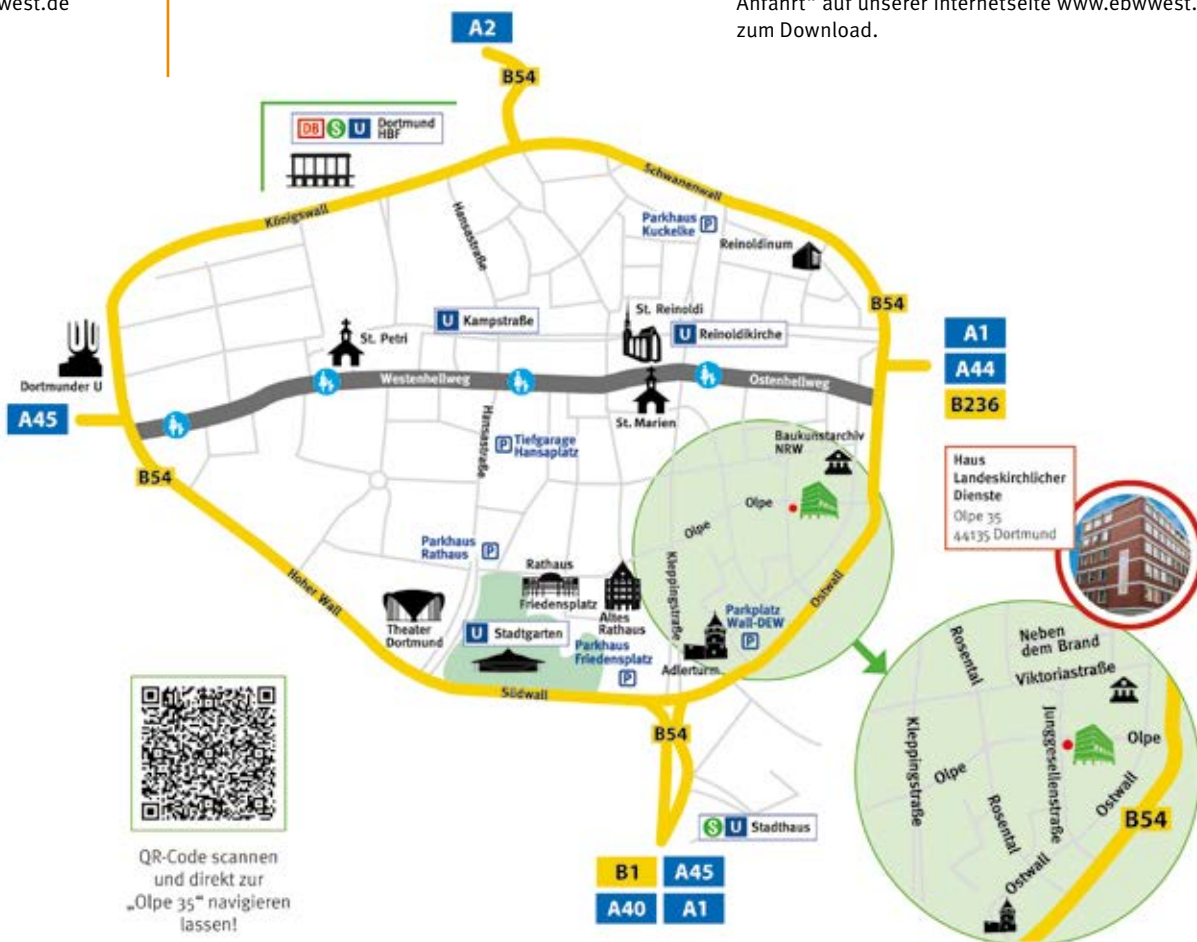 west.de
Anfahrt“ auf unserer Internetseite www.ebwwest.
zum Download.
A2
B54
DB S U Dortmund
HBF
Königswall
Hansastraße
Schwanenwall
Parkhaus
Kuckelke P
Reinoldinum
B54
Dortmunder U
St. Petri
U Kampstraße
St. Reinoldi
U Reinoldikirche
A1
A44
B236
A45
Westenhellweg
Ostenhellweg
St. Marien
B54
Hansastraße
P Tiefgarage
Hansaplatz
Baukunstarchiv
NRW
Olpe
Olpe
Haus
Landeskirchlicher
Dienste
Olpe 35
44135 Dortmund
Parkhaus
Rathaus P
Hoher Wall
Theater
Dortmund
Rathaus
Friedensplatz
Altes
Rathaus
U Stadtgarten
Parkhaus
Friedensplatz
P
Kleppingstraße
Parkplatz
Wall-DEW
P
Adlerturm
Ostwall
Südwall
B54
S U Stadthaus
B1 A45
A40 A1
Rosental
Neben
dem Brand
Viktoriastraße
Kleppingstraße
Junggesellenstraße
Olpe
Olpe
Rosental
Ostwall
Ostwall
B54
QR-Code scannen
und direkt zur
„Olpe 35“ navigieren
lassen!